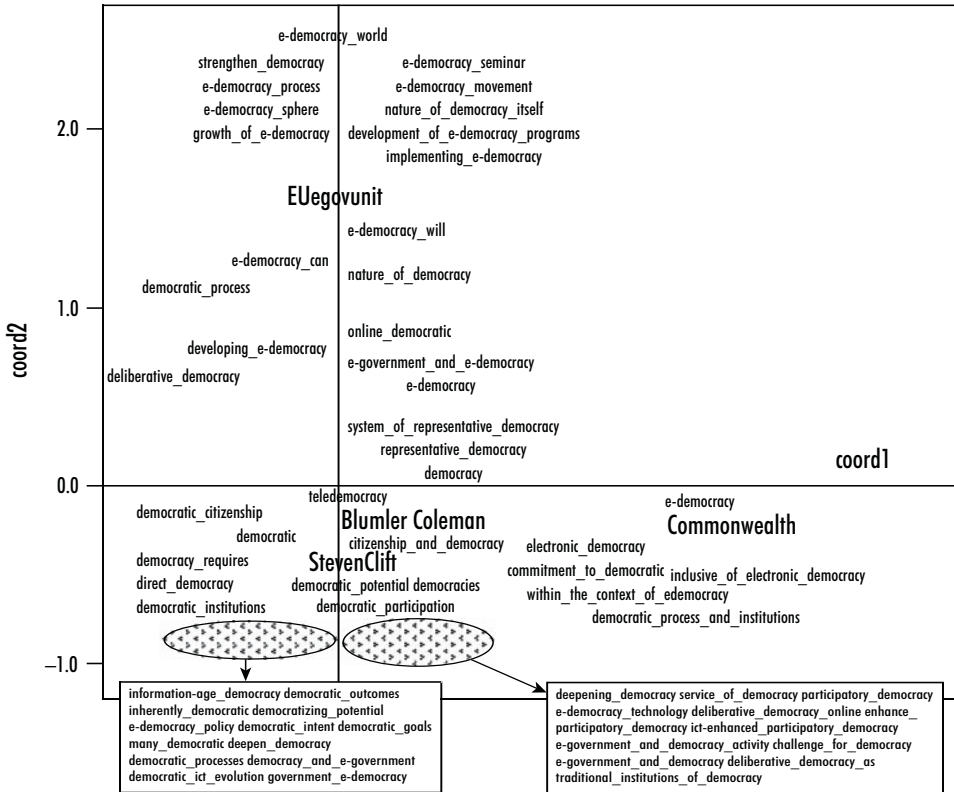 e-democracy_world
strengthen_democracy e-democracy_seminar
e-democracy_process e-democracy_movement
e-democracy_sphere nature_of_democracy_itself
2.0 growth_of_e-democracy development_of_e-democracy_programs
implementing_e-democracy
EUegovunit
e-democracy_will
e-democracy_can nature_of_democracy
democratic_process
1.0
coord2
online_democratic
developing_e-democracy e-government_and_e-democracy
deliberative_democracy e-democracy
system_of_representative_democracy
representative_democracy
democracy coord1
0.0
teledemocracy e-democracy
democratic_citizenship Blumler Coleman Commonwealth
democratic citizenship_and_democracy electronic_democracy
democracy_requires StevenClift commitment_to_democratic inclusive_of_electronic_democracy
direct_democracy democratic_potential democracies within_the_context_of_edemocracy
democratic_institutions democratic_participation democratic_process_and_institutions
–1.0
information-age_democracy democratic_outcomes
inherently_democratic democratizing_potential
e-democracy_policy democratic_intent democratic_goals
many_democratic deepen_democracy
democratic_processes democracy_and_e-government
democratic_ict_evolution government_e-democracy
deepening_democracy service_of_democracy participatory_democracy
e-democracy_technology deliberative_democracy_online enhance_
participatory_democracy ict-enhanced_participatory_democracy
e-government_and_democracy_activity challenge_for_democracy
e-government_and_democracy deliberative_democracy_as
traditional_institutions_of_democracy